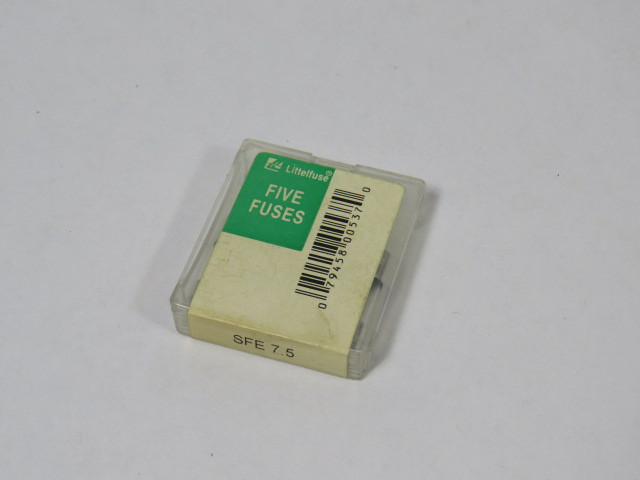 Littelfuse®
FIVE
FUSES
0 79458 00537 0
SFE 7.5